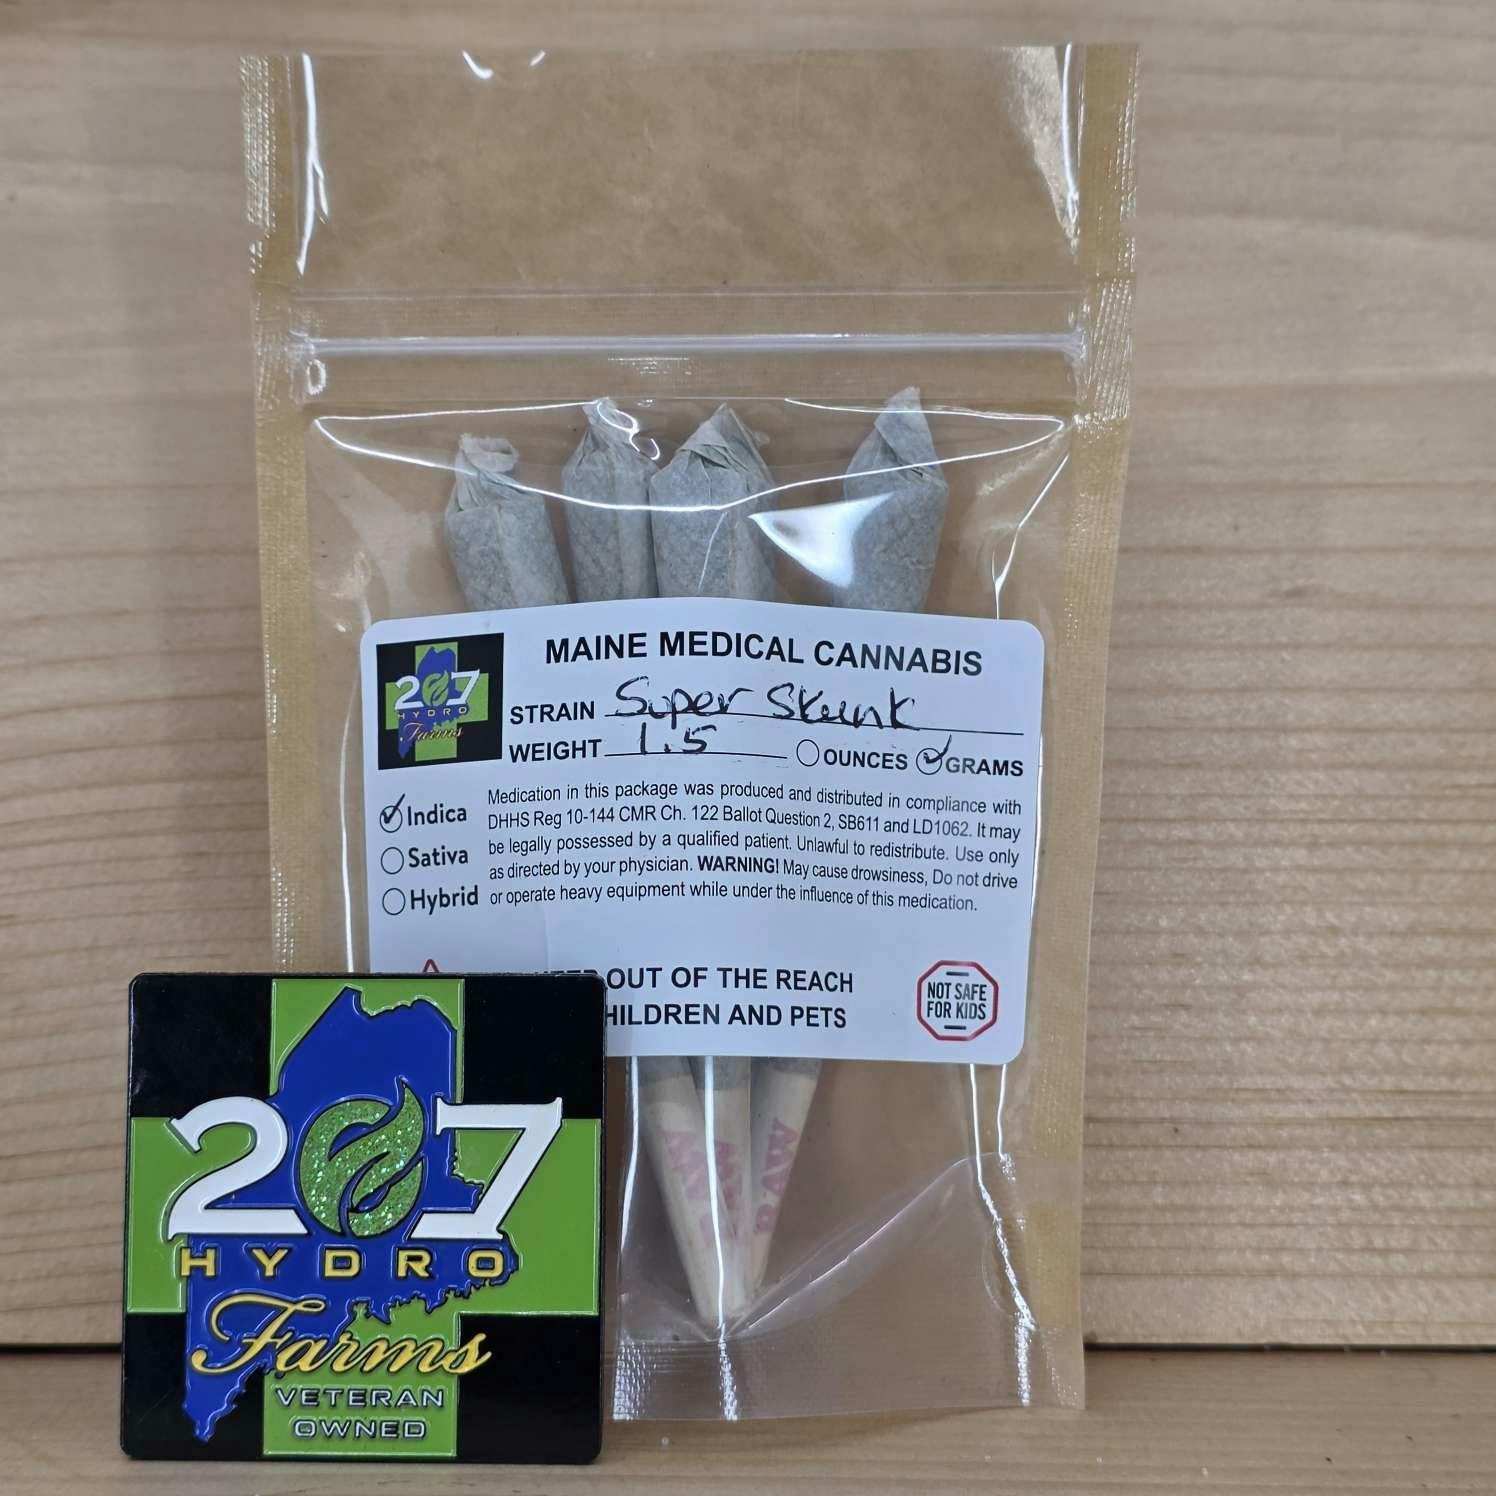 MAINE MEDICAL CANNABIS
207
HYDRO
Farms
STRAIN Super Skunk
WEIGHT 1.5 OUNCES GRAMS
Indica
Sativa
Hybrid
Medication in this package was produced and distributed in compliance with
DHHS Reg 10-144 CMR Ch. 122 Ballot Question 2, SB611 and LD1062. It may
be legally possessed by a qualified patient. Unlawful to redistribute. Use only
as directed by your physician. WARNING! May cause drowsiness, Do not drive
or operate heavy equipment while under the influence of this medication.
OUT OF THE REACH
HILDREN AND PETS
NOT SAFE
FOR KIDS
RAW
207
HYDRO
Farms
VETERAN
OWNED